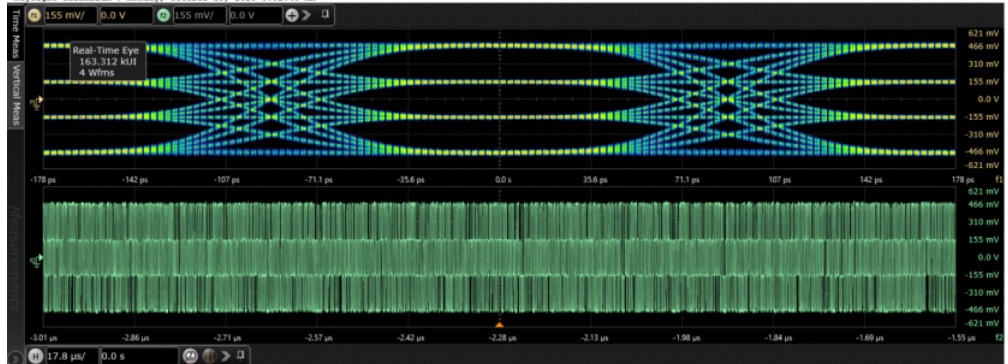 f1 155 mV/ 0.0 V f2 155 mV/ 0.0 V
Time Meas
Vertical Meas
Measurements
Real-Time Eye
163.312 kUI
4 Wfms
621 mV
466 mV
310 mV
155 mV
0.0 V
-155 mV
-310 mV
-466 mV
-621 mV
-178 ps -142 ps -107 ps -71.1 ps -35.6 ps 0.0 s 35.6 ps 71.1 ps 107 ps 142 ps 178 ps f1
621 mV
466 mV
310 mV
155 mV
0.0 V
-155 mV
-310 mV
-466 mV
-621 mV
-3.01 µs -2.86 µs -2.71 µs -2.57 µs -2.42 µs -2.28 µs -2.13 µs -1.98 µs -1.84 µs -1.69 µs -1.55 µs f2
H 17.8 µs/ 0.0 s